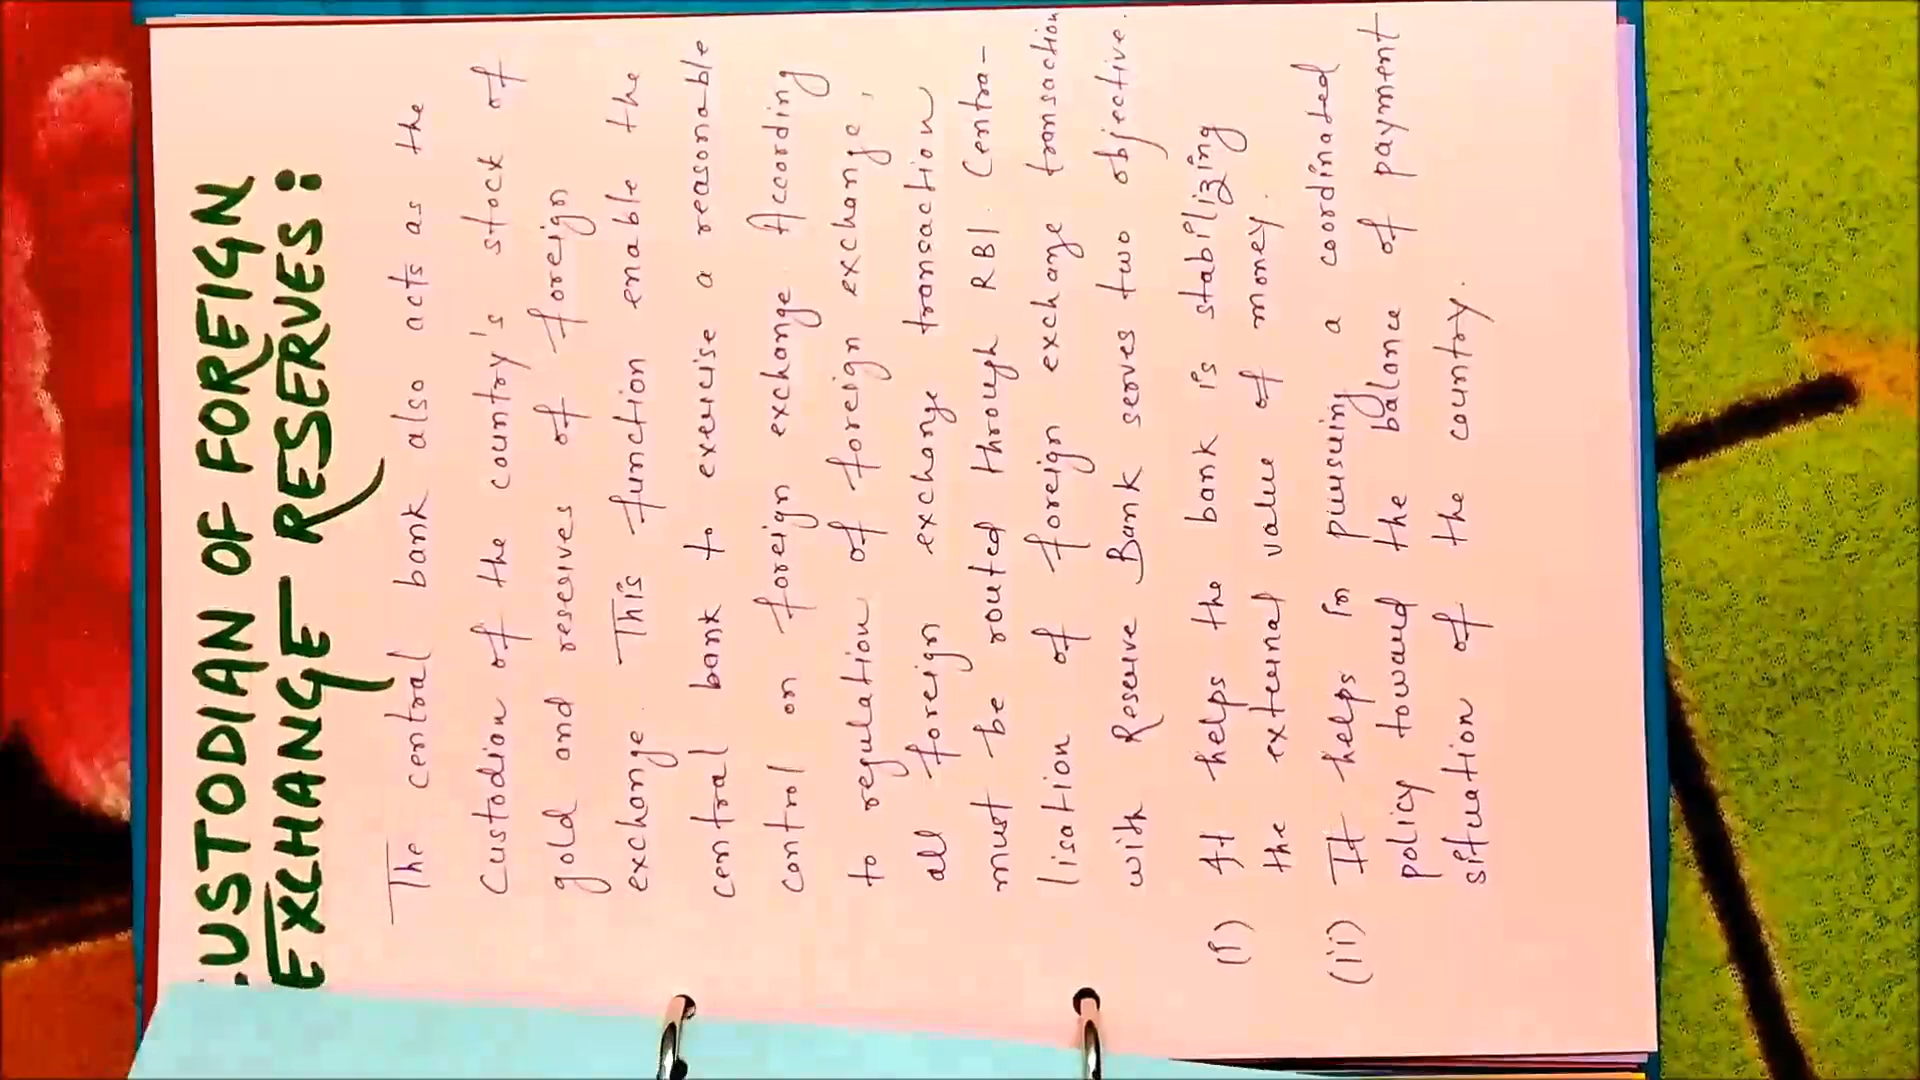 CUSTODIAN OF FOREIGN
EXCHANGE RESERVES:
The central bank also acts as the
Custodian of the country's stock of
gold and reserves of foreign
exchange. This function enable the
central bank to exercise a reasonable
control on foreign exchange. According
to regulation of foreign exchange,
all foreign exchange transaction
must be routed through RBI. Centra-
lisation of foreign exchange transaction
with Reserve Bank serves two objective.
(i) It helps the bank is stabilizing
the external value of money.
(ii) It helps in pursuing a coordinated
policy toward the balance of payment
situation of the country.